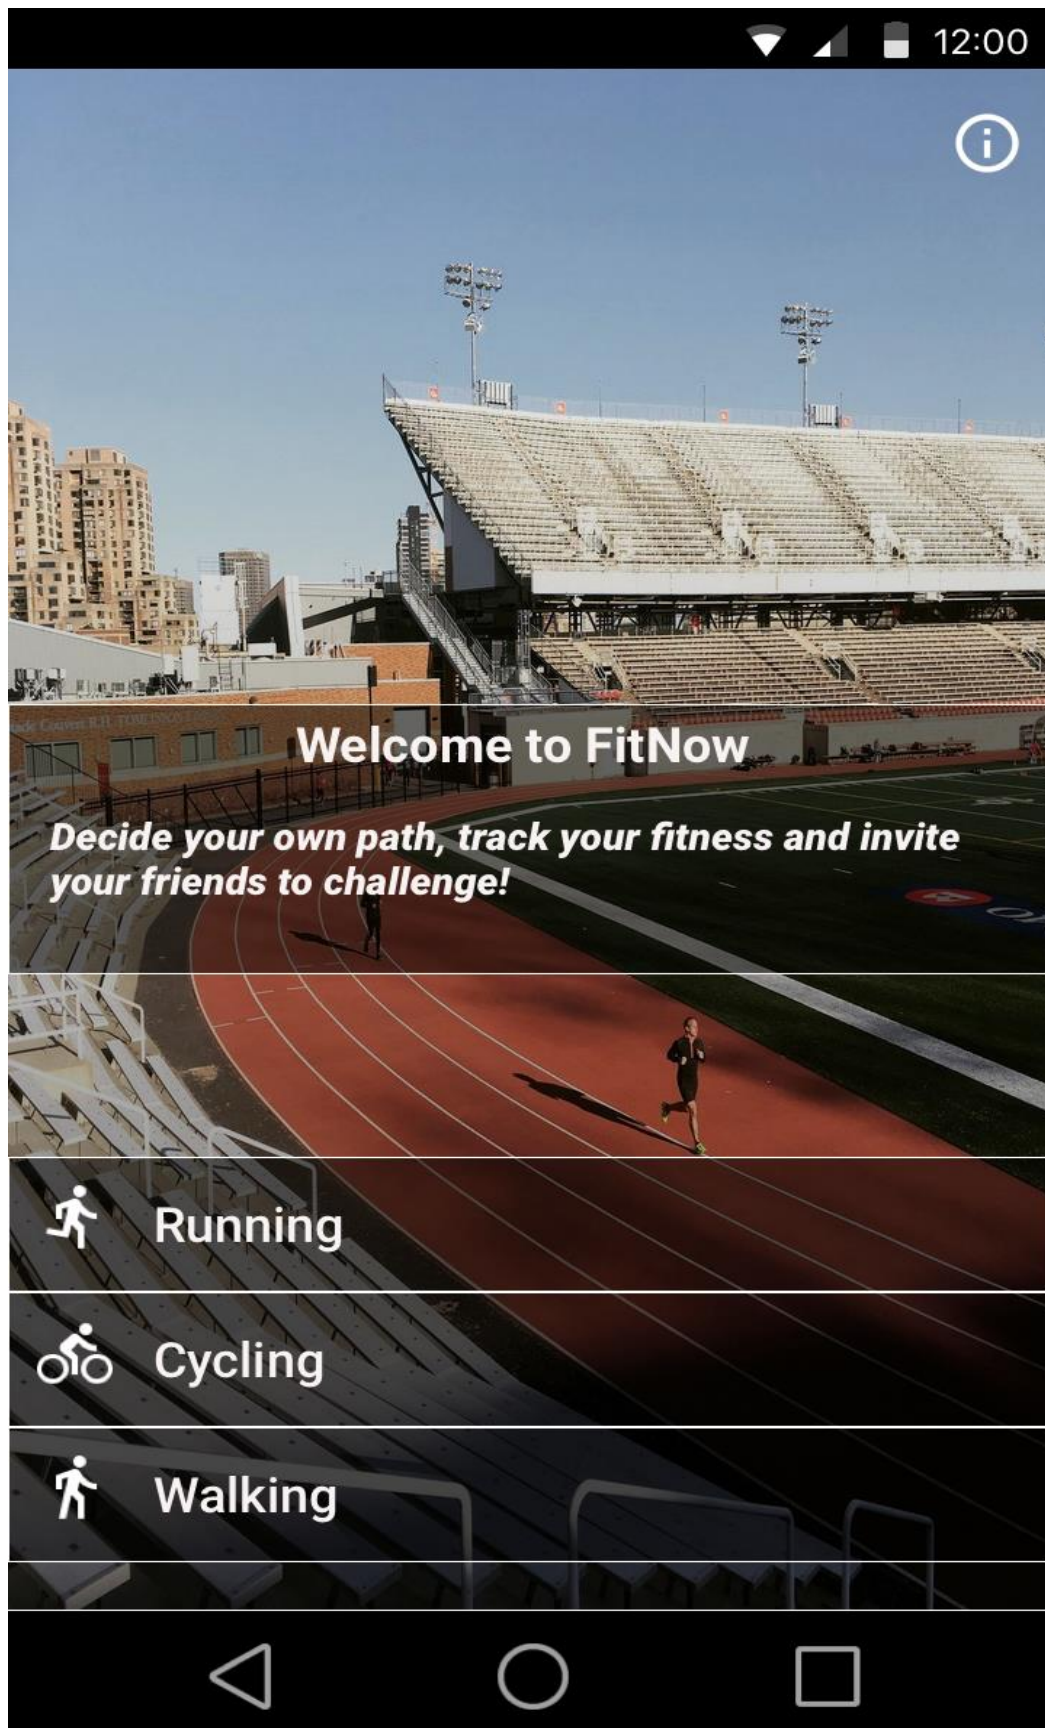 12:00
Welcome to FitNow
Decide your own path, track your fitness and invite
your friends to challenge!
Running
Cycling
Walking